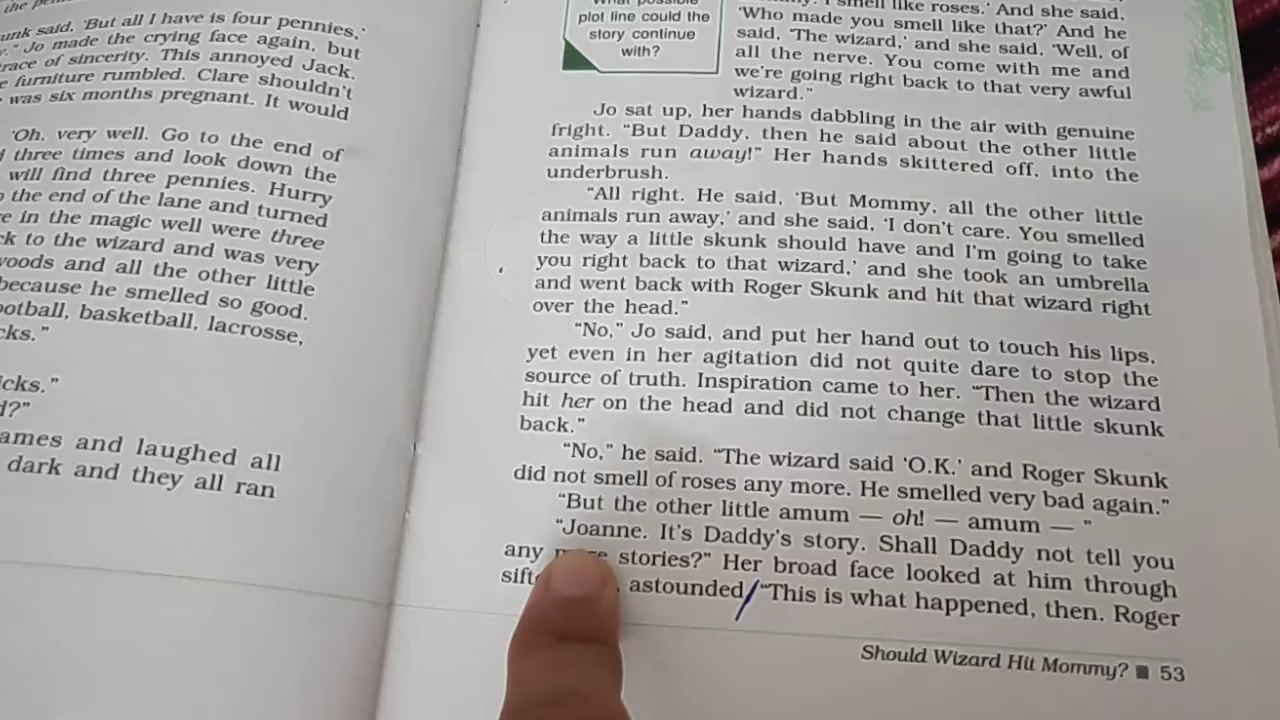 the
unk said, 'But all I have is four pennies,'
." Jo made the crying face again, but
race of sincerity. This annoyed Jack.
e furniture rumbled. Clare shouldn't
was six months pregnant. It would
'Oh, very well. Go to the end of
three times and look down the
will find three pennies. Hurry
the end of the lane and turned
e in the magic well were three
ck to the wizard and was very
woods and all the other little
because he smelled so good.
ootball, basketball, lacrosse,
cks."
icks."
d?"
ames and laughed all
dark and they all ran
What possible
plot line could the
story continue
with?
I smell like roses.' And she said,
'Who made you smell like that?' And he
said, 'The wizard,' and she said, 'Well, of
all the nerve. You come with me and
we're going right back to that very awful
wizard."
Jo sat up, her hands dabbling in the air with genuine
fright. "But Daddy, then he said about the other little
animals run away!" Her hands skittered off, into the
underbrush.
"All right. He said, 'But Mommy, all the other little
animals run away,' and she said, 'I don't care. You smelled
the way a little skunk should have and I'm going to take
you right back to that wizard,' and she took an umbrella
and went back with Roger Skunk and hit that wizard right
over the head."
"No," Jo said, and put her hand out to touch his lips,
yet even in her agitation did not quite dare to stop the
source of truth. Inspiration came to her. "Then the wizard
hit her on the head and did not change that little skunk
back."
"No," he said. "The wizard said 'O.K.' and Roger Skunk
did not smell of roses any more. He smelled very bad again."
"But the other little amum — oh! — amum — "
"Joanne. It's Daddy's story. Shall Daddy not tell you
any more stories?" Her broad face looked at him through
sift astounded. "This is what happened, then. Roger
Should Wizard Hit Mommy? ■ 53